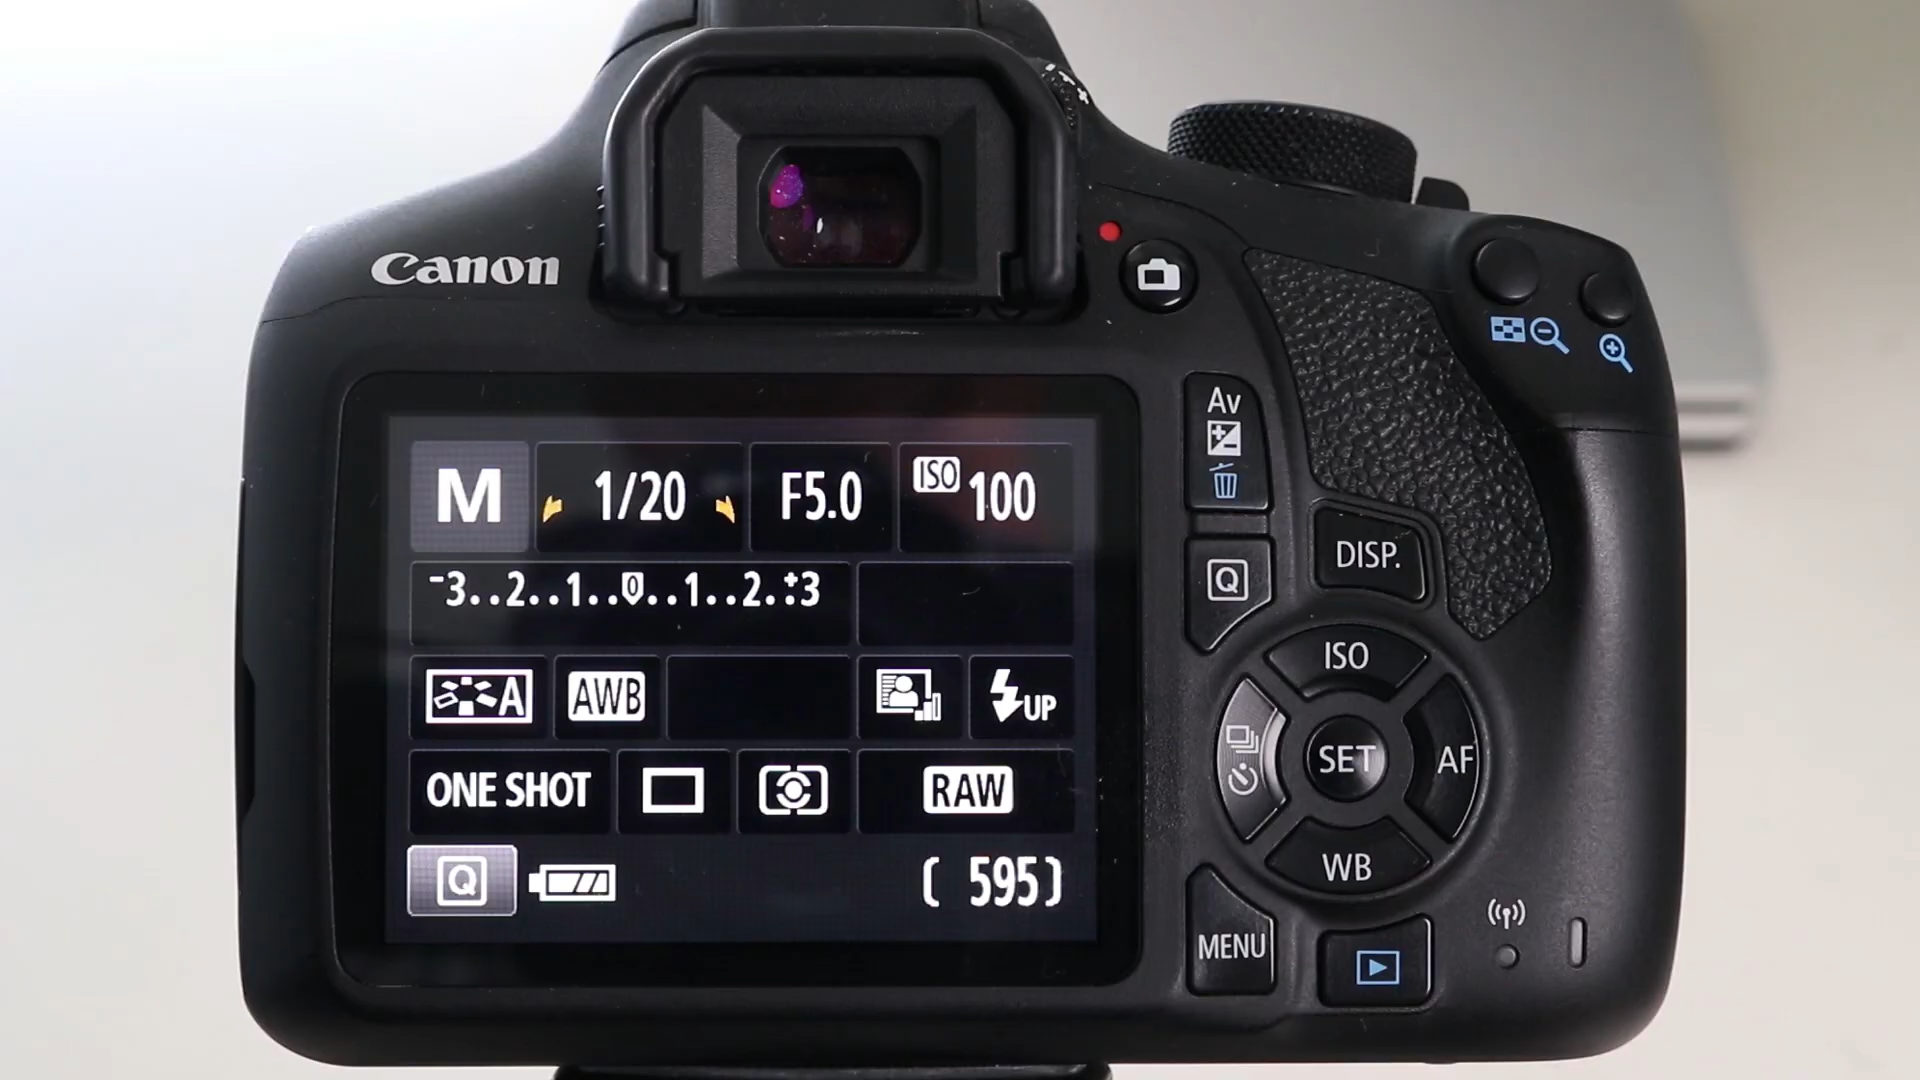 Canon
M 1/20 F5.0 ISO 100
-3..2..1..0..1..2.:+3
A AWB UP
ONE SHOT RAW
Q [ 595]
Av
Q DISP.
ISO
SET AF
WB
MENU